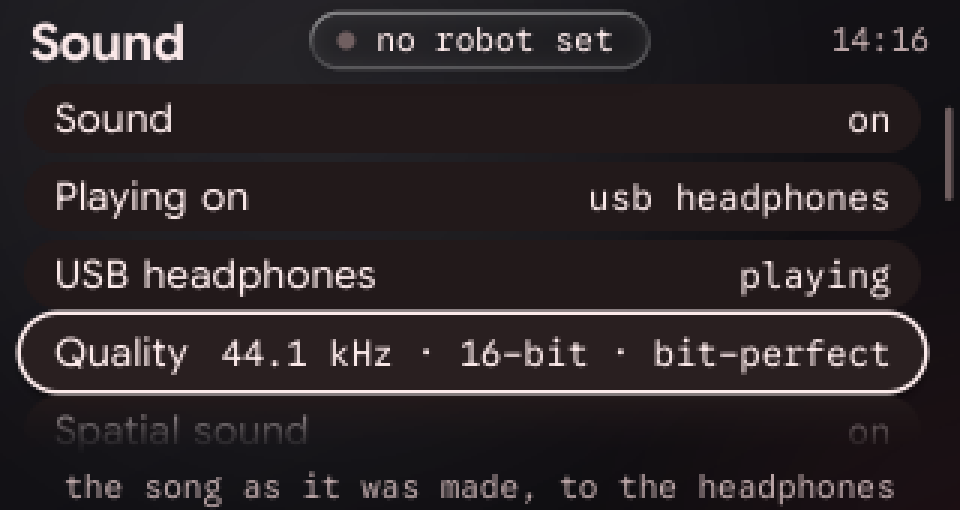 Sound
no robot set
14:16
Sound on
Playing on usb headphones
USB headphones playing
Quality 44.1 kHz · 16-bit · bit-perfect
Spatial sound on
the song as it was made, to the headphones